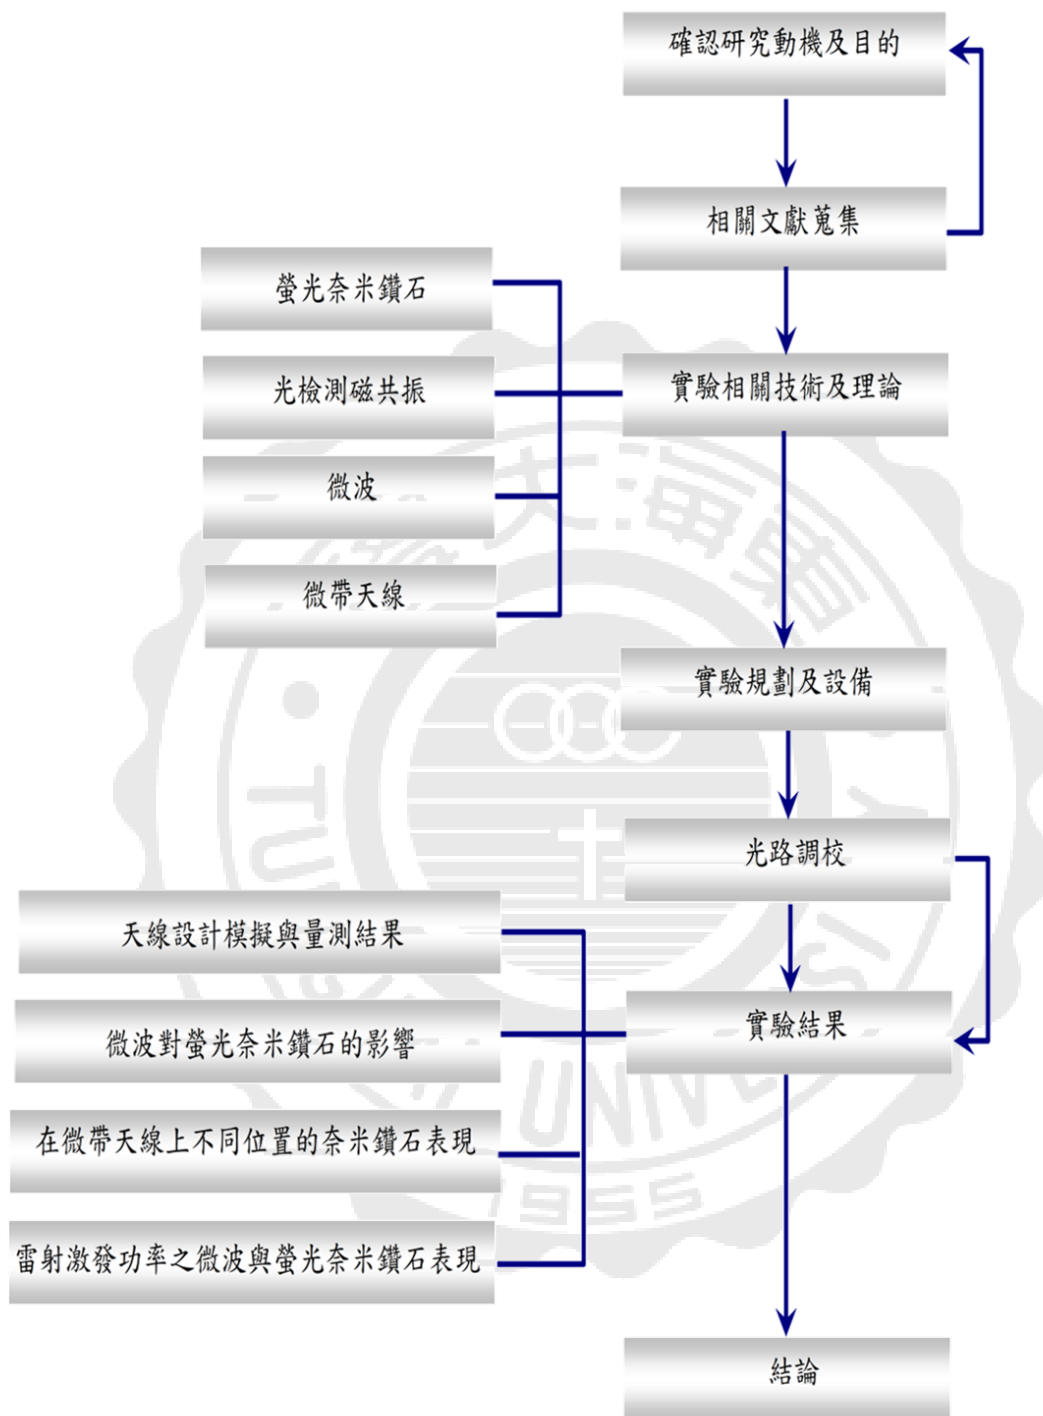 確認研究動機及目的
相關文獻蒐集
實驗相關技術及理論
螢光奈米鑽石
光檢測磁共振
微波
微帶天線
實驗規劃及設備
光路調校
實驗結果
天線設計模擬與量測結果
微波對螢光奈米鑽石的影響
在微帶天線上不同位置的奈米鑽石表現
雷射激發功率之微波與螢光奈米鑽石表現
結論
大海東
UNIVE
1955